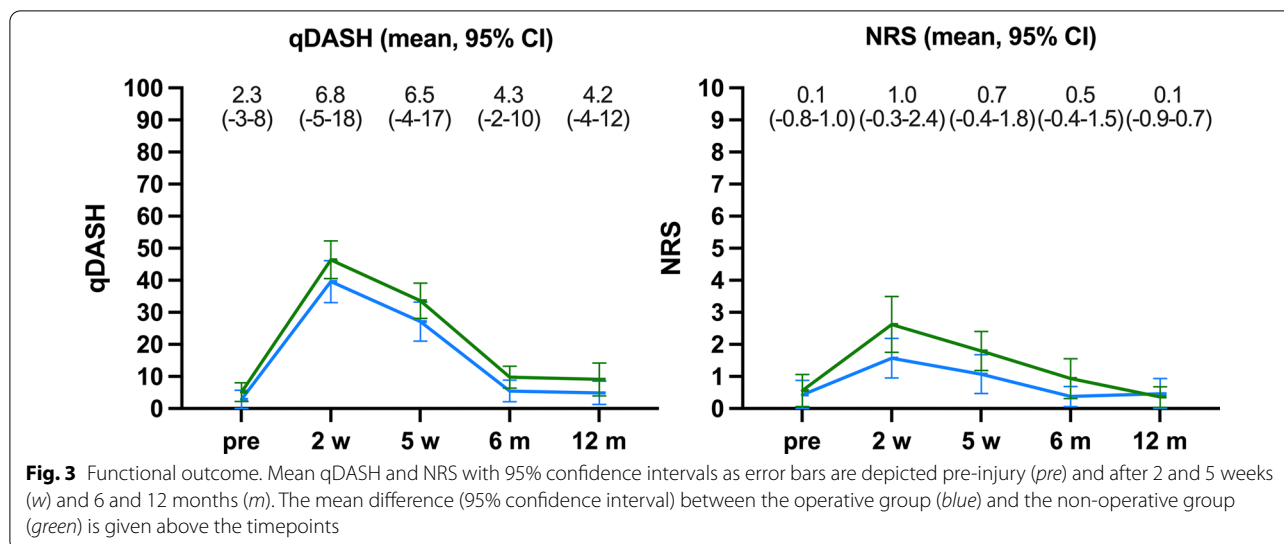 qDASH (mean, 95% CI)
100
90
80
70
60
50
40
30
20
10
0
qDASH
2.3 6.8 6.5 4.3 4.2
(-3-8) (-5-18) (-4-17) (-2-10) (-4-12)
pre 2 w 5 w 6 m 12 m
NRS (mean, 95% CI)
10
9
8
7
6
5
4
3
2
1
0
NRS
0.1 1.0 0.7 0.5 0.1
(-0.8-1.0) (-0.3-2.4) (-0.4-1.8) (-0.4-1.5) (-0.9-0.7)
pre 2 w 5 w 6 m 12 m
Fig. 3 Functional outcome. Mean qDASH and NRS with 95% confidence intervals as error bars are depicted pre-injury (pre) and after 2 and 5 weeks
(w) and 6 and 12 months (m). The mean difference (95% confidence interval) between the operative group (blue) and the non-operative group
(green) is given above the timepoints